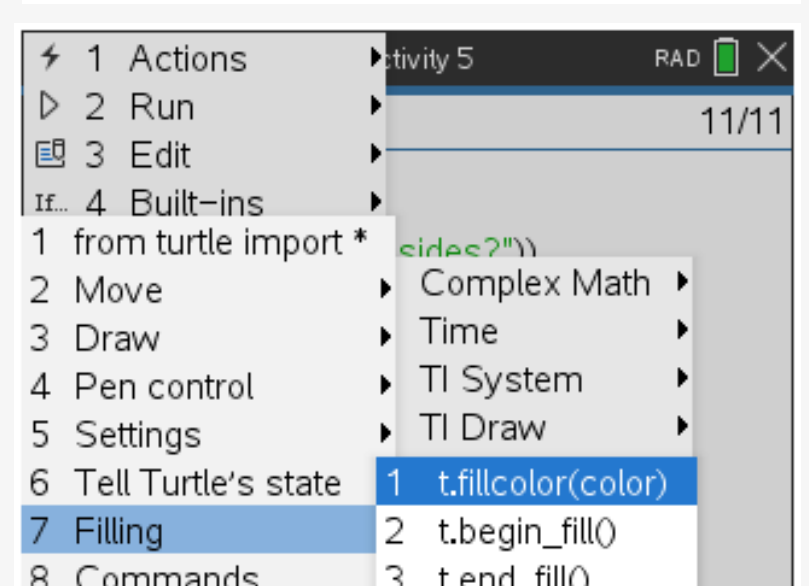 1 Actions
ctivity 5
RAD
2 Run
11/11
3 Edit
If... 4 Built-ins
1 from turtle import *
sides?"))
2 Move
Complex Math
3 Draw
Time
4 Pen control
TI System
5 Settings
TI Draw
6 Tell Turtle's state
1 t.fillcolor(color)
7 Filling
2 t.begin_fill()
8 Commands
3 t.end_fill()